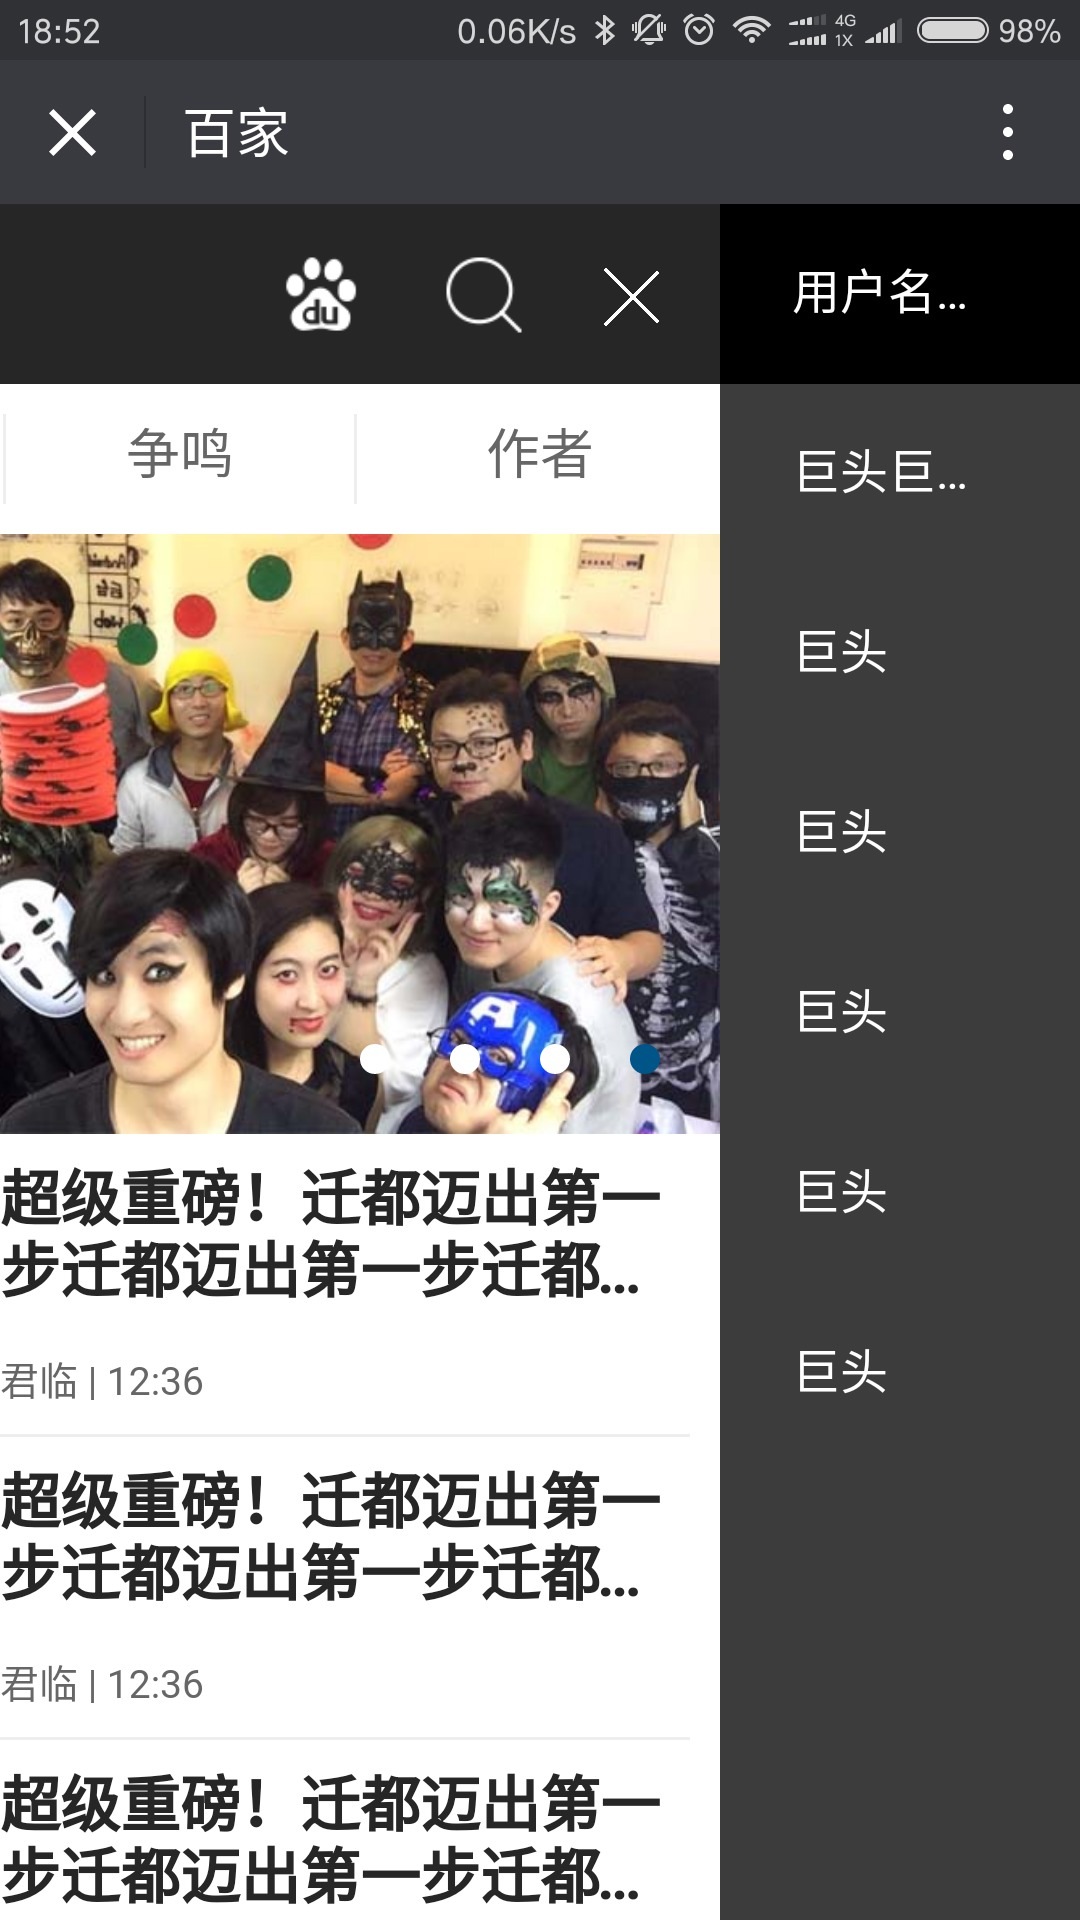 18:52 0.06K/s 4G 1X 98%
百家
du
用户名...
争鸣 作者
巨头巨...
巨头
巨头
巨头
巨头
巨头
超级重磅！迁都迈出第一
步迁都迈出第一步迁都...
君临 | 12:36
超级重磅！迁都迈出第一
步迁都迈出第一步迁都...
君临 | 12:36
超级重磅！迁都迈出第一
步迁都迈出第一步迁都...